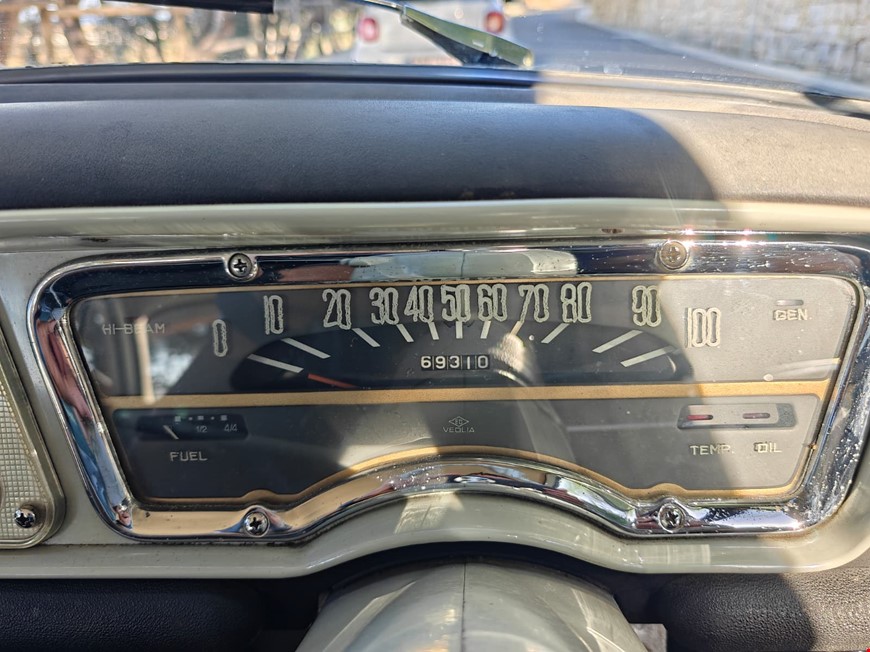 0 10 20 30 40 50 60 70 80 90 100
HI-BEAM
GEN.
69310
1/2 4/4
VEGLIA
FUEL
TEMP. OIL